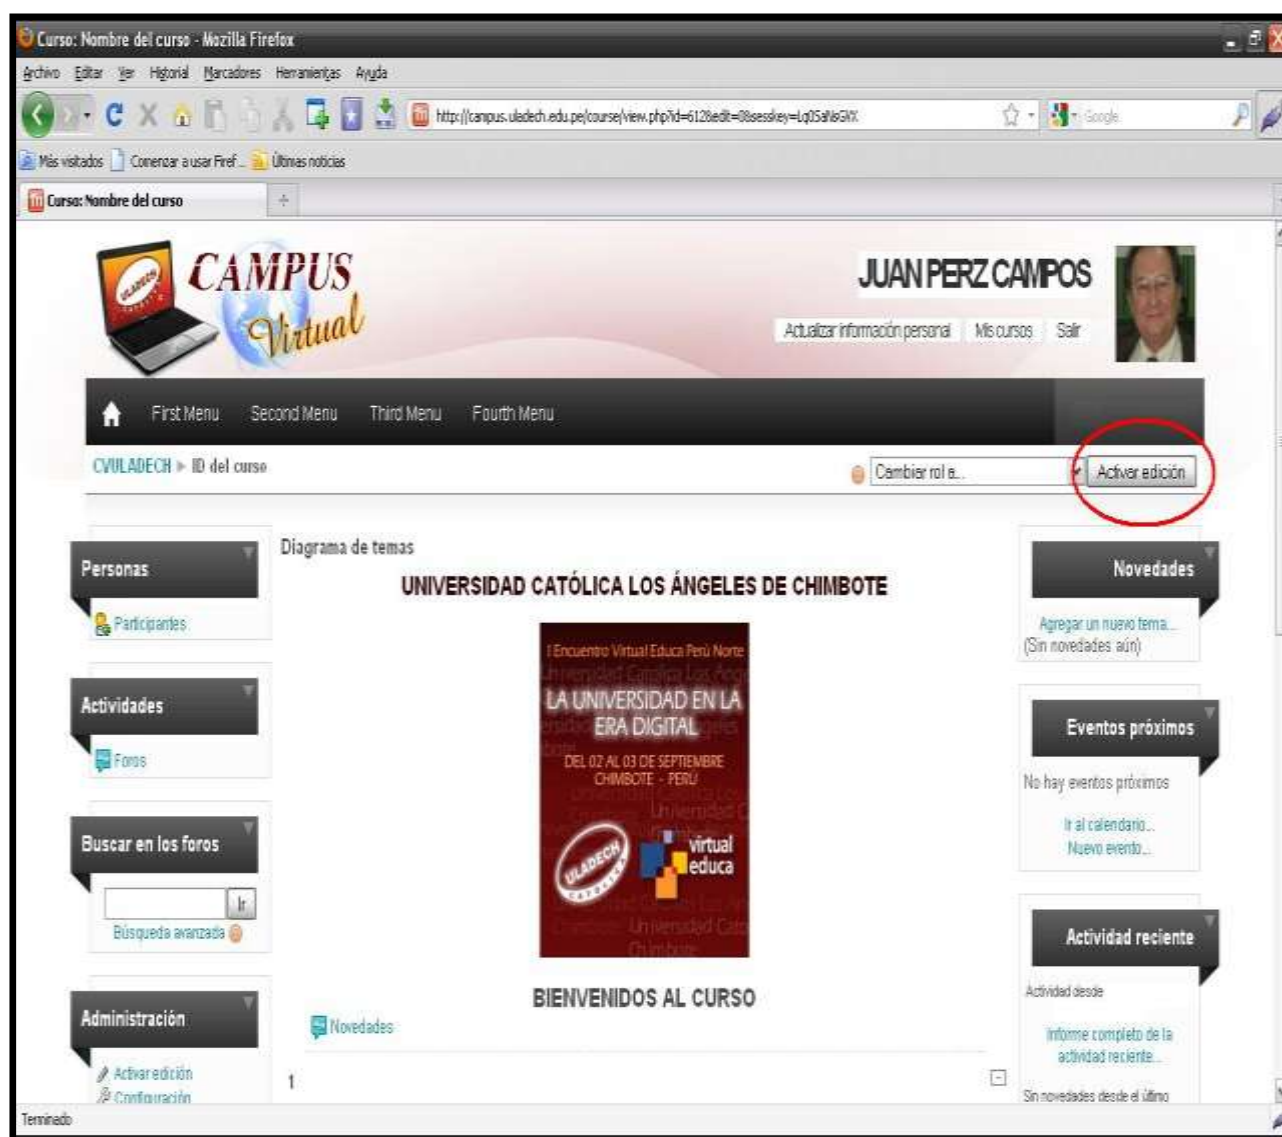 Curso: Nombre del curso - Mozilla Firefox
Archivo Editar Ver Historial Marcadores Herramientas Ayuda
Google
Más visitados Comenzar a usar Firef... Últimas noticias
Curso: Nombre del curso
CAMPUS
Virtual
ULADECH
CATÓLICA
JUAN PERZ CAMPOS
Actualizar información personal Mis cursos Salir
First Menu Second Menu Third Menu Fourth Menu
CVULADECH ► ID del curso
Cambiar rol a...
Activar edición
Personas
Participantes
Actividades
Foros
Buscar en los foros
Ir
Búsqueda avanzada
Administración
Activar edición
Configuración
Diagrama de temas
UNIVERSIDAD CATÓLICA LOS ÁNGELES DE CHIMBOTE
I Encuentro Virtual Educa Perú Norte
LA UNIVERSIDAD EN LA
ERA DIGITAL
DEL 02 AL 03 DE SEPTIEMBRE
CHIMBOTE - PERÚ
ULADECH
CATÓLICA
virtual
educa
BIENVENIDOS AL CURSO
Novedades
1
Novedades
Agregar un nuevo tema...
(Sin novedades aún)
Eventos próximos
No hay eventos próximos
Ir al calendario...
Nuevo evento...
Actividad reciente
Actividad desde
Informe completo de la
actividad reciente...
Sin novedades desde el último
Terminado